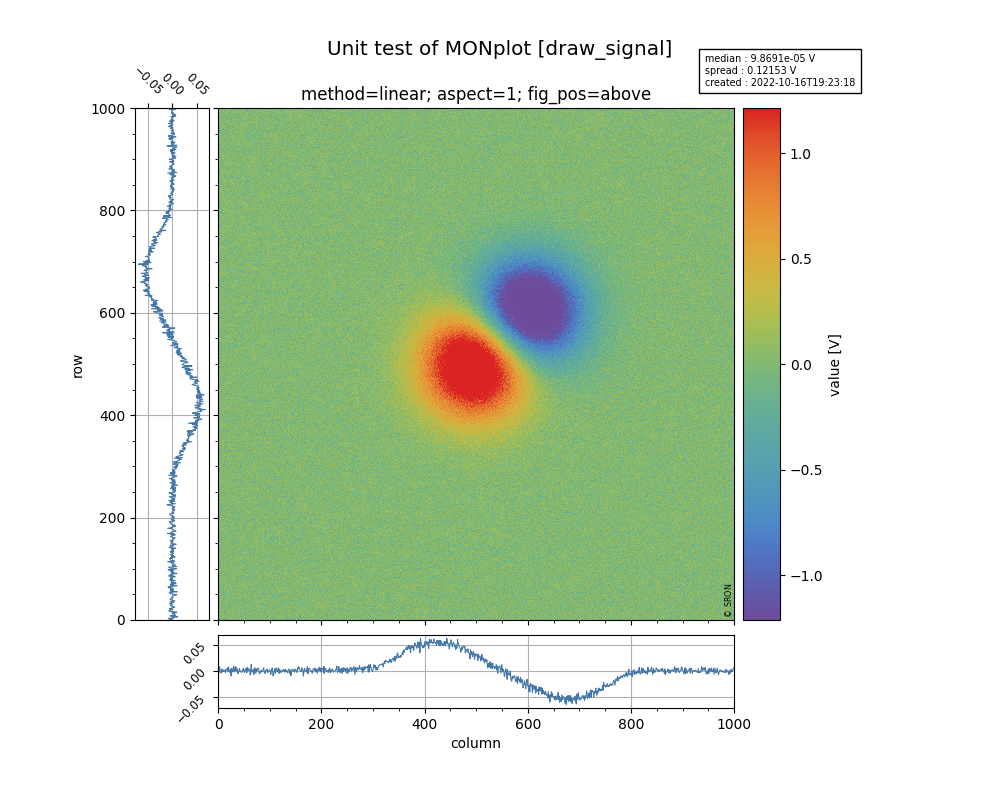 Unit test of MONplot [draw_signal]
median : 9.8691e-05 V
spread : 0.12153 V
created : 2022-10-16T19:23:18
method=linear; aspect=1; fig_pos=above
−0.05
0.00
0.05
1000
800
600
400
200
0
row
1.0
0.5
0.0
−0.5
−1.0
value [V]
© SRON
0.05
0.00
−0.05
0
200
400
600
800
1000
column